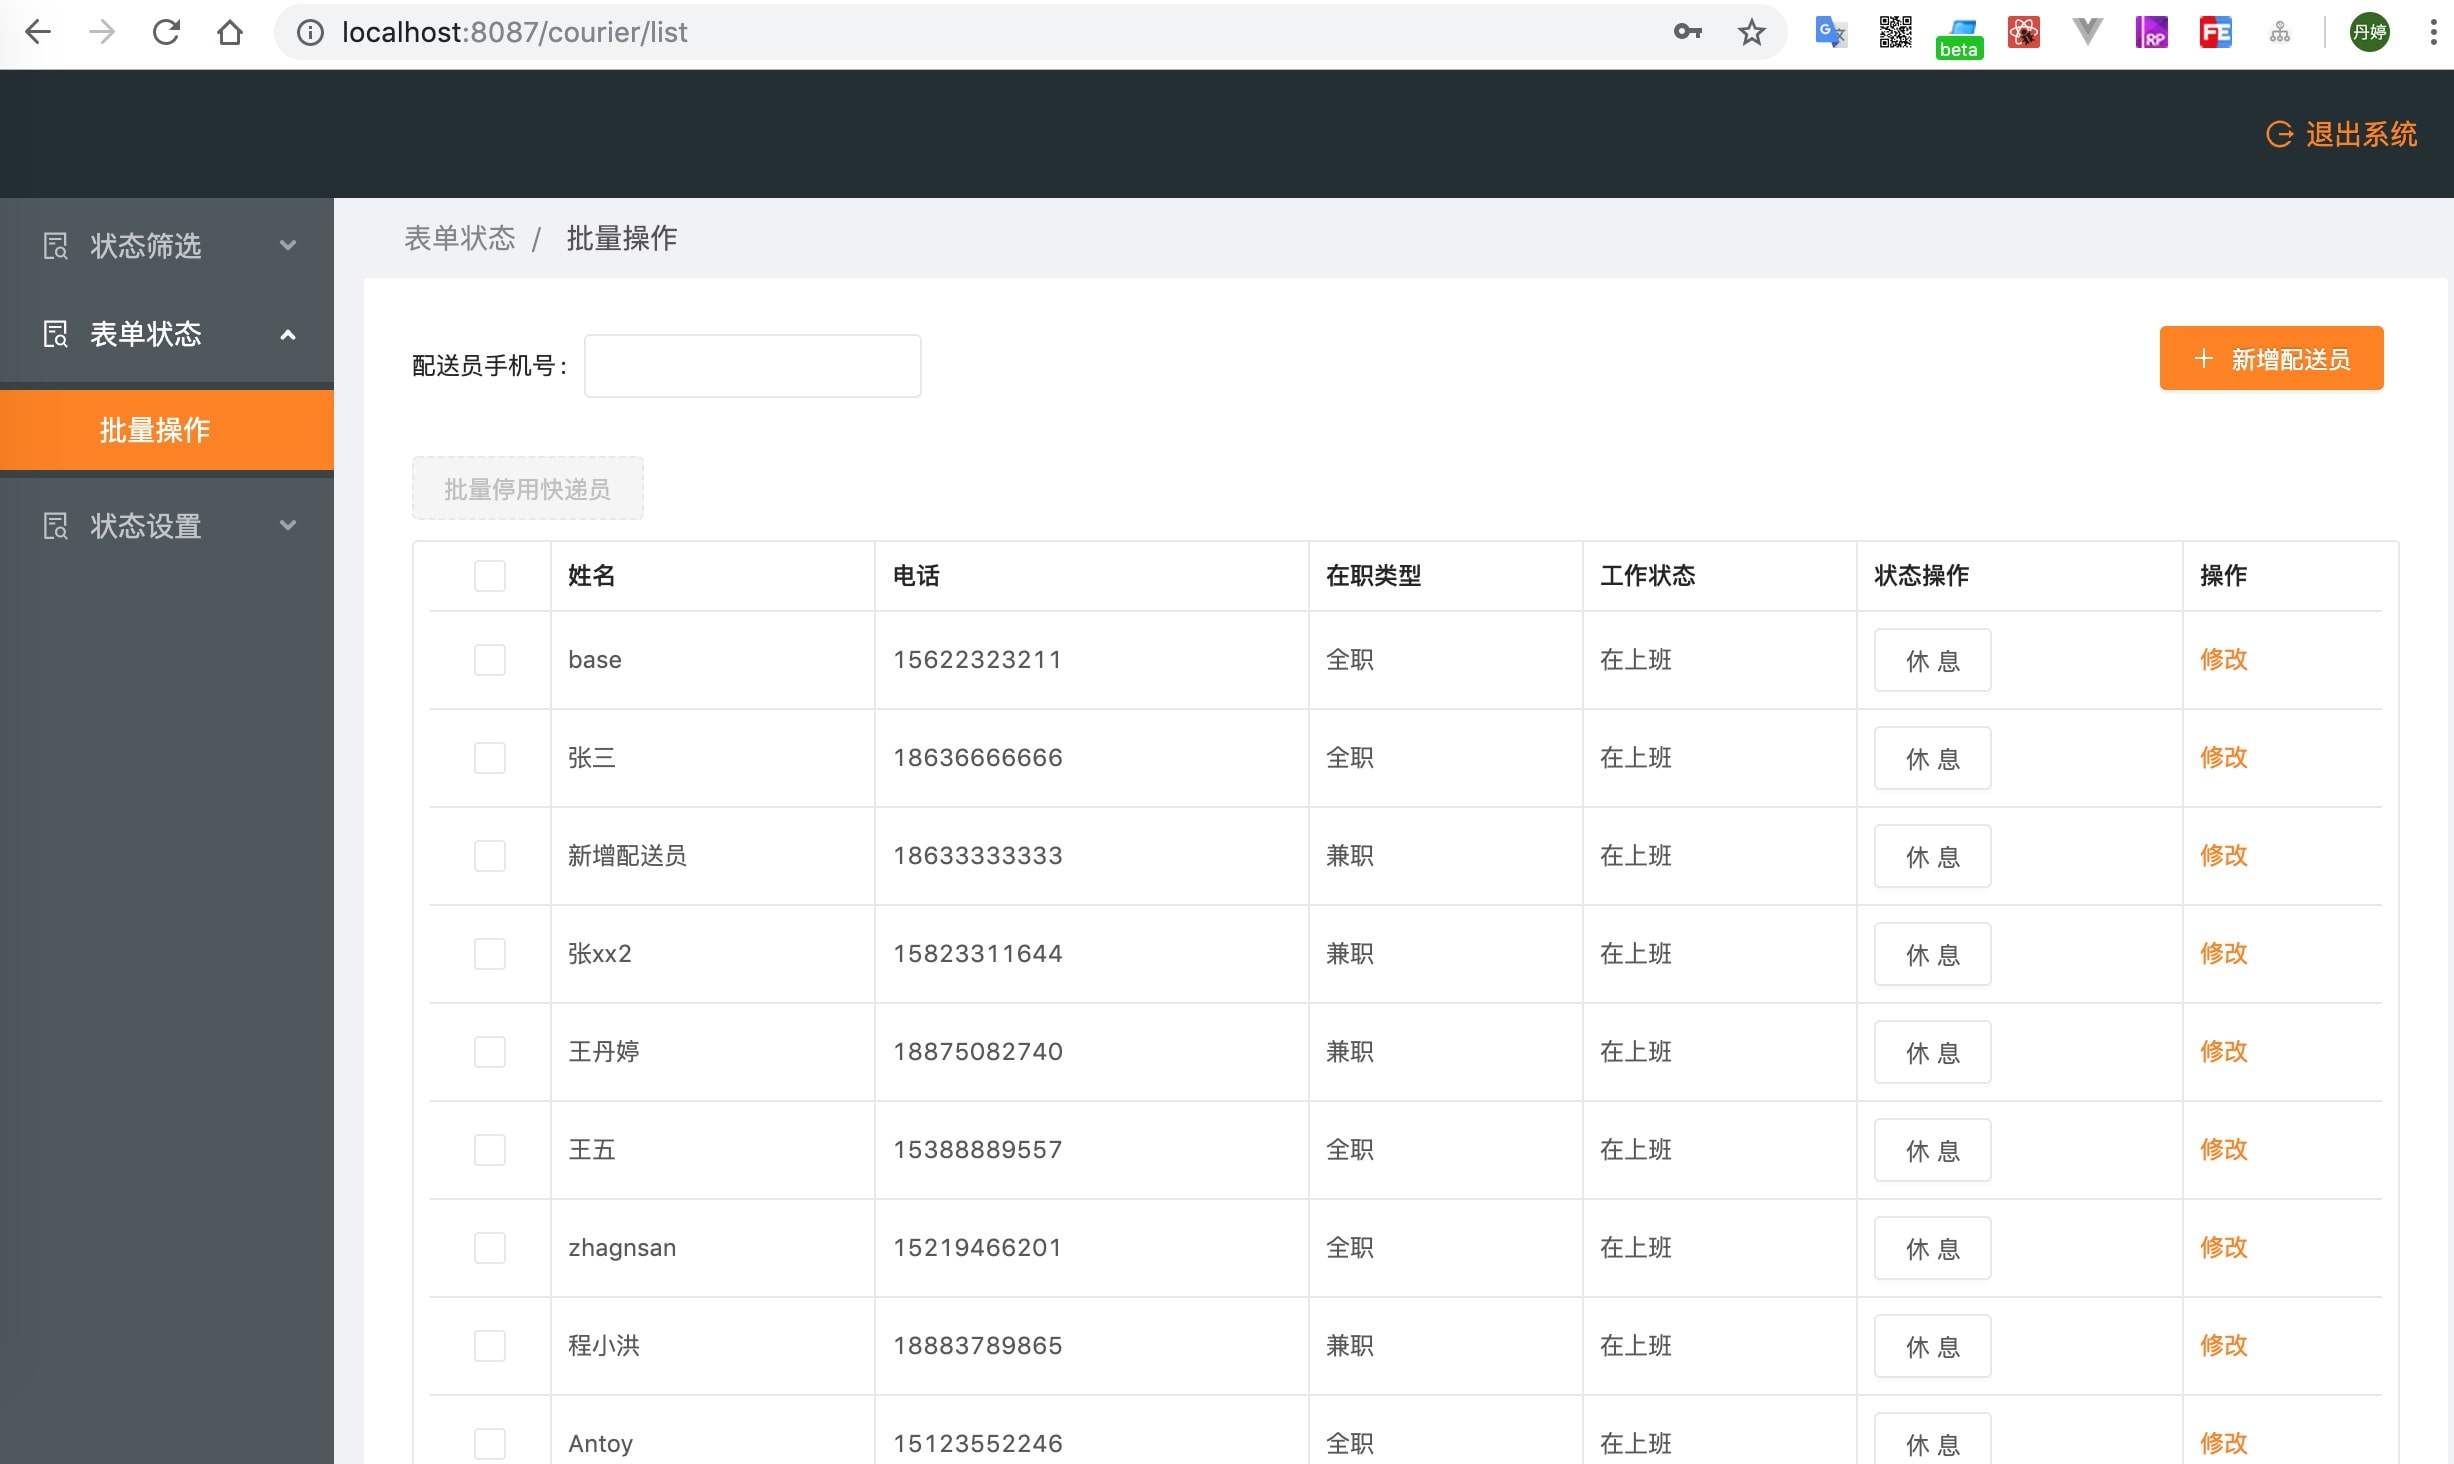 localhost:8087/courier/list
beta
RP
FE
丹婷
退出系统
状态筛选
表单状态
批量操作
状态设置
表单状态 / 批量操作
配送员手机号:
+ 新增配送员
批量停用快递员
姓名 电话 在职类型 工作状态 状态操作 操作
base 15622323211 全职 在上班 休 息 修改
张三 18636666666 全职 在上班 休 息 修改
新增配送员 18633333333 兼职 在上班 休 息 修改
张xx2 15823311644 兼职 在上班 休 息 修改
王丹婷 18875082740 兼职 在上班 休 息 修改
王五 15388889557 全职 在上班 休 息 修改
zhagnsan 15219466201 全职 在上班 休 息 修改
程小洪 18883789865 兼职 在上班 休 息 修改
Antoy 15123552246 全职 在上班 休 息 修改